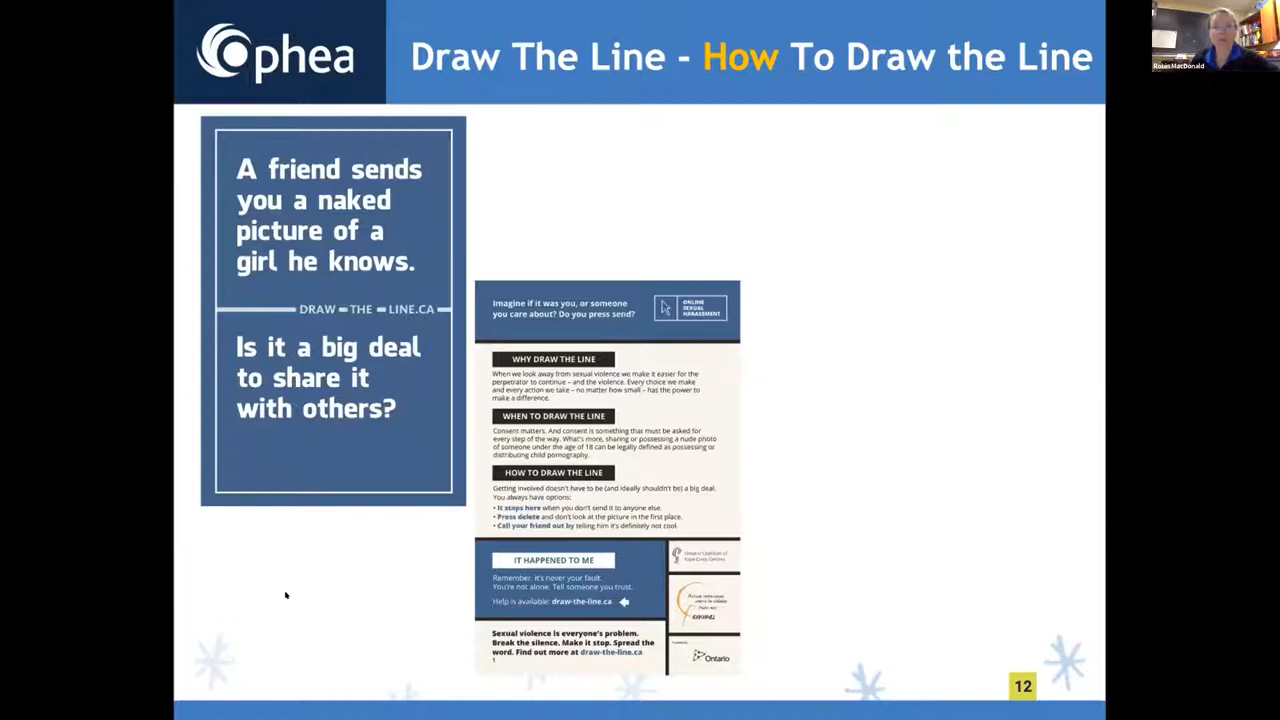 Ophea
Draw The Line - How To Draw the Line
Robin MacDonald
A friend sends
you a naked
picture of a
girl he knows.
DRAW THE LINE.CA
Is it a big deal
to share it
with others?
Imagine if it was you, or someone
you care about? Do you press send?
ONLINE
SEXUAL
HARASSMENT
WHY DRAW THE LINE
When we look away from sexual violence we make it easier for the
perpetrator to continue – and the violence. Every choice we make
and every action we take – no matter how small – has the power to
make a difference.
WHEN TO DRAW THE LINE
Consent matters. And consent is something that must be asked for
every step of the way. What's more, sharing or possessing a nude photo
of someone under the age of 18 can be legally defined as possessing or
distributing child pornography.
HOW TO DRAW THE LINE
Getting involved doesn't have to be (and ideally shouldn't be) a big deal.
You always have options:
• It stops here when you don't send it to anyone else.
• Press delete and don't look at the picture in the first place.
• Call your friend out by telling him it's definitely not cool.
IT HAPPENED TO ME
Remember, it's never your fault.
You're not alone. Tell someone you trust.
Help is available: draw-the-line.ca
Ontario Coalition of
Rape Crisis Centres
femmes
Sexual violence is everyone's problem.
Break the silence. Make it stop. Spread the
word. Find out more at draw-the-line.ca
1
Ontario
12